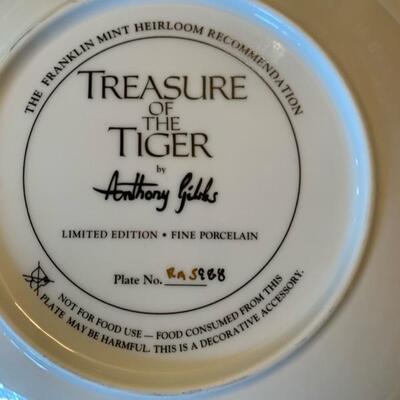 THE FRANKLIN MINT HEIRLOOM RECOMMENDATION
TREASURE
OF
THE
TIGER
by
Anthony Gibbs
LIMITED EDITION • FINE PORCELAIN
Plate No. RA5988
NOT FOR FOOD USE — FOOD CONSUMED FROM THIS
PLATE MAY BE HARMFUL. THIS IS A DECORATIVE ACCESSORY.